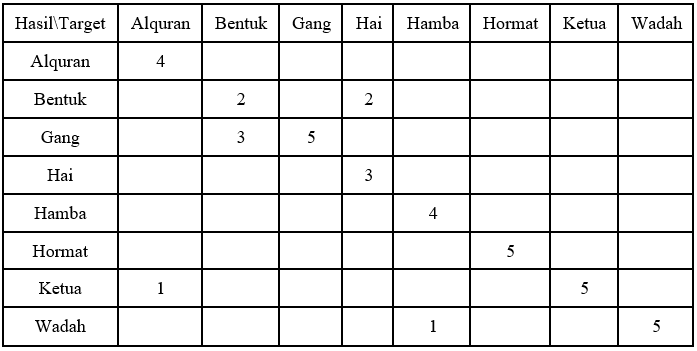 Hasil\Target Alquran Bentuk Gang Hai Hamba Hormat Ketua Wadah
Alquran 4
Bentuk 2 2
Gang 3 5
Hai 3
Hamba 4
Hormat 5
Ketua 1 5
Wadah 1 5